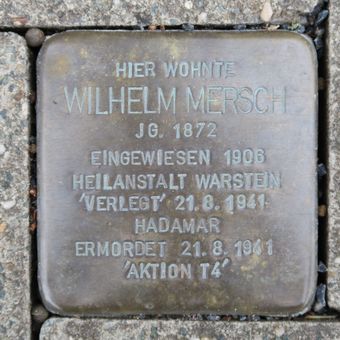 HIER WOHNTE
WILHELM MERSCH
JG. 1872
EINGEWIESEN 1906
HEILANSTALT WARSTEIN
'VERLEGT' 21.8.1941
HADAMAR
ERMORDET 21.8.1941
'AKTION T4'